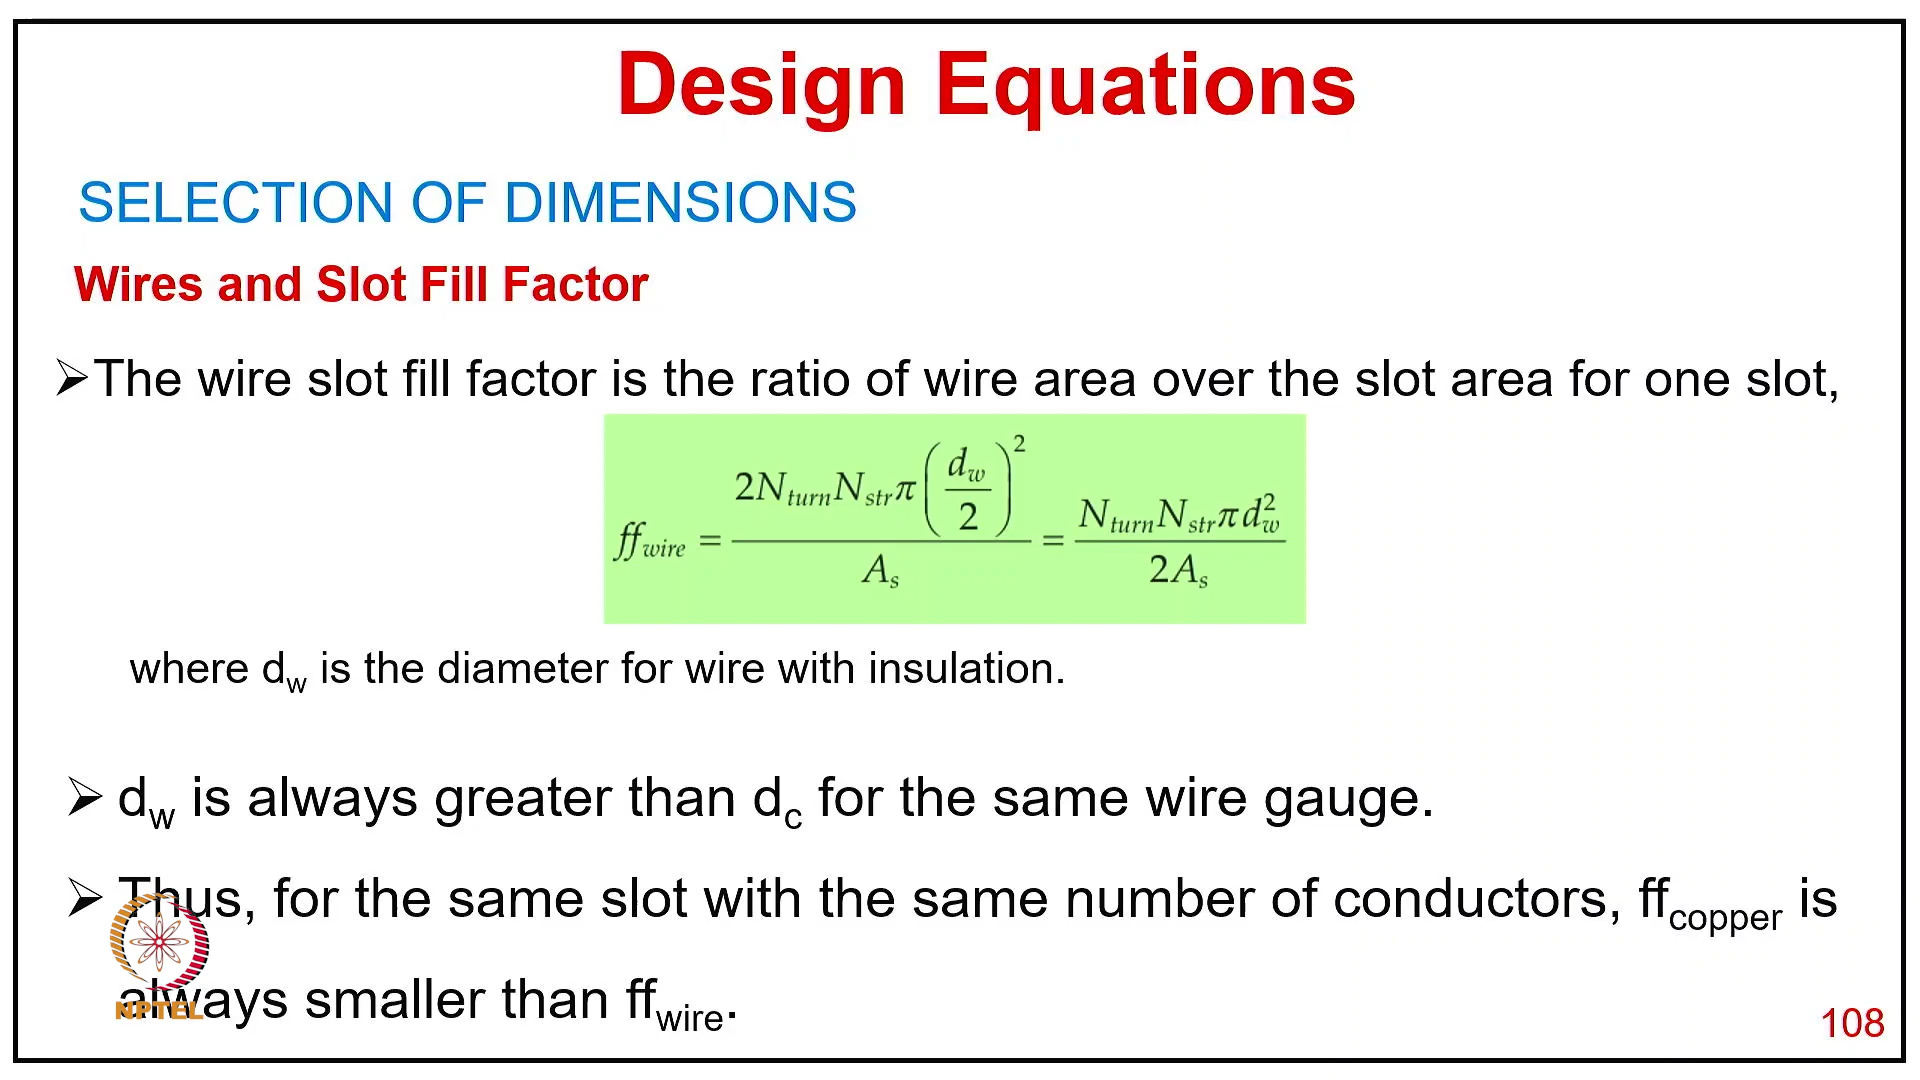 Design Equations
SELECTION OF DIMENSIONS
Wires and Slot Fill Factor
➢The wire slot fill factor is the ratio of wire area over the slot area for one slot,
ff_wire = 2N_turn N_str π (d_w / 2)^2 / A_s = N_turn N_str π d_w^2 / 2A_s
where d_w is the diameter for wire with insulation.
➢ d_w is always greater than d_c for the same wire gauge.
➢ Thus, for the same slot with the same number of conductors, ff_copper is
always smaller than ff_wire.
NPTEL
108